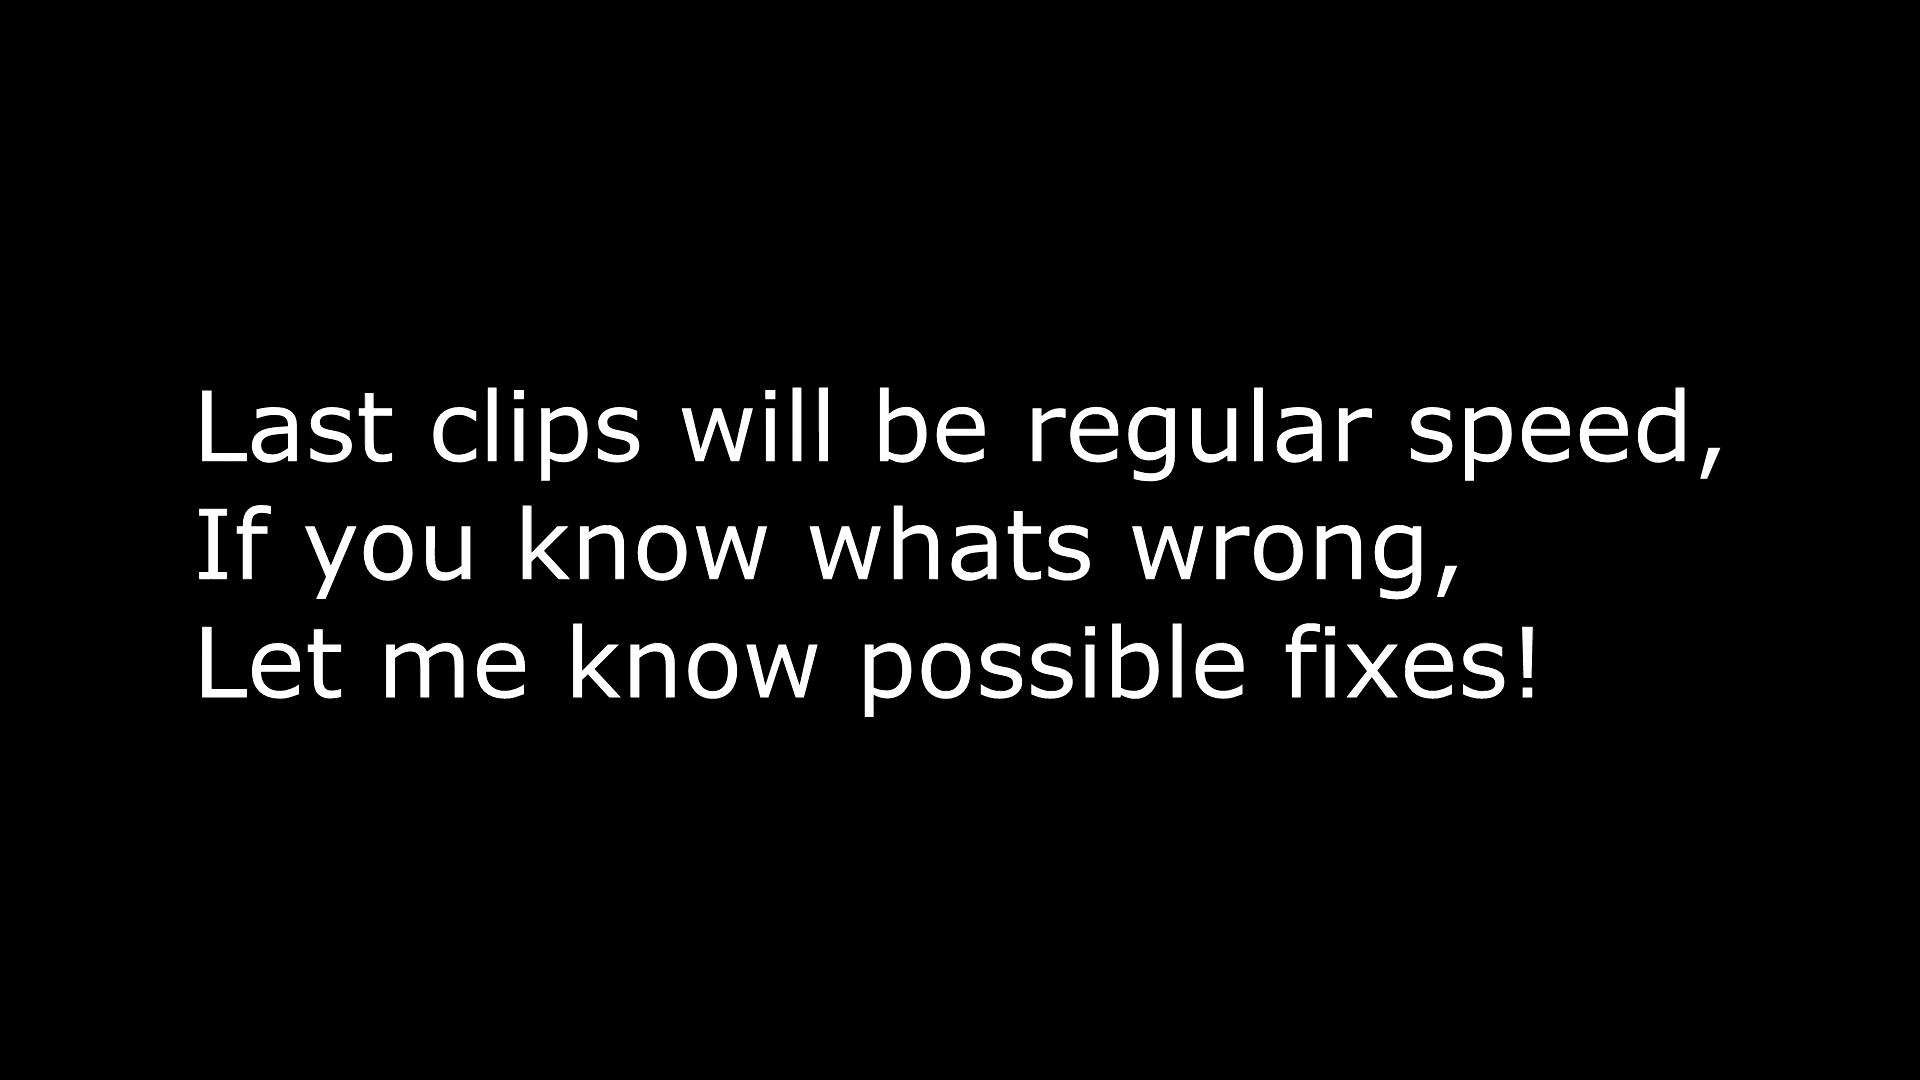 Last clips will be regular speed,
If you know whats wrong,
Let me know possible fixes!